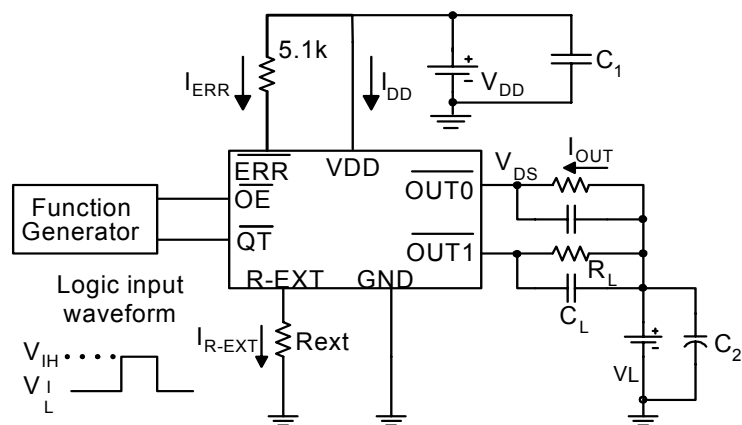 5.1k
I_ERR
I_DD
V_DD
C_1
ERR
VDD
OE
QT
R-EXT
GND
OUT0
OUT1
V_DS
I_OUT
Function
Generator
Logic input
waveform
V_IH
V_IL
I_R-EXT
Rext
R_L
C_L
VL
C_2
+
-
+
-